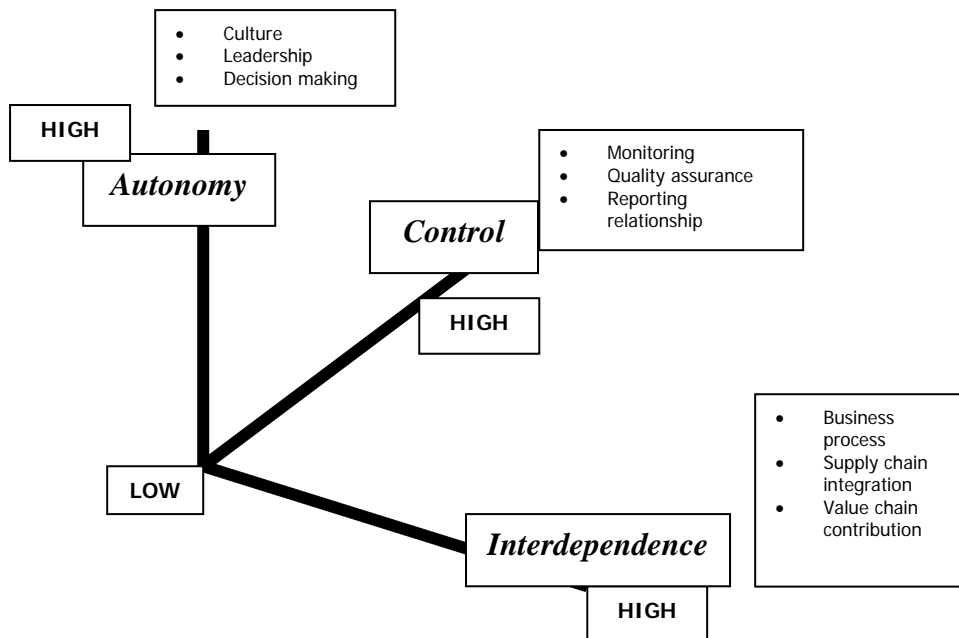 • Culture
• Leadership
• Decision making
HIGH
Autonomy
• Monitoring
• Quality assurance
• Reporting
relationship
Control
HIGH
• Business
process
• Supply chain
integration
• Value chain
contribution
LOW
Interdependence
HIGH